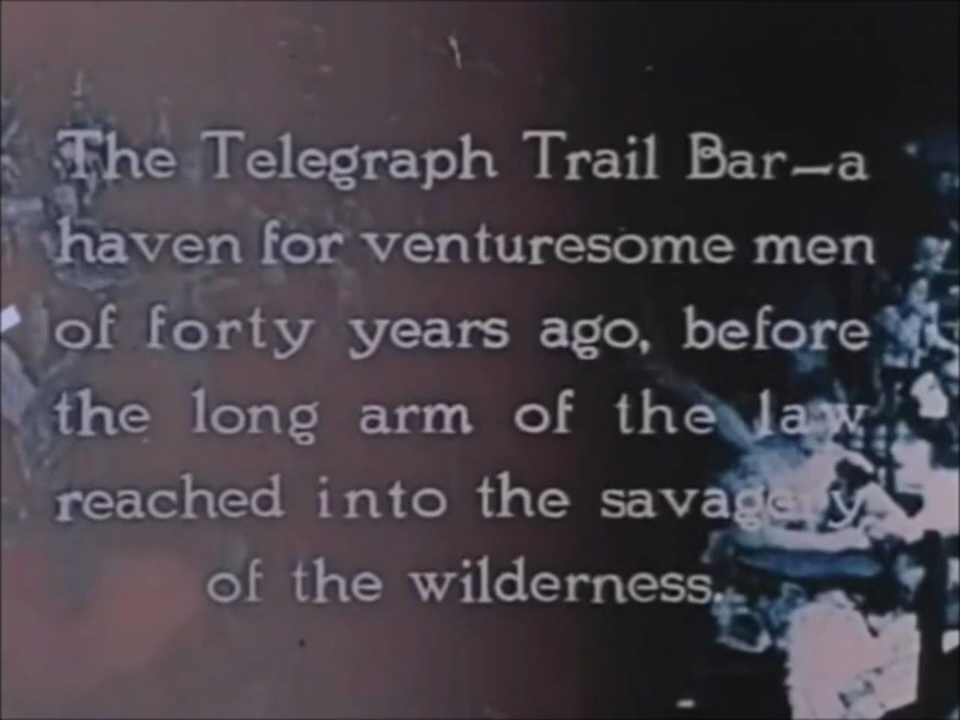 The Telegraph Trail Bar—a
haven for venturesome men
of forty years ago, before
the long arm of the law
reached into the savagery
of the wilderness.